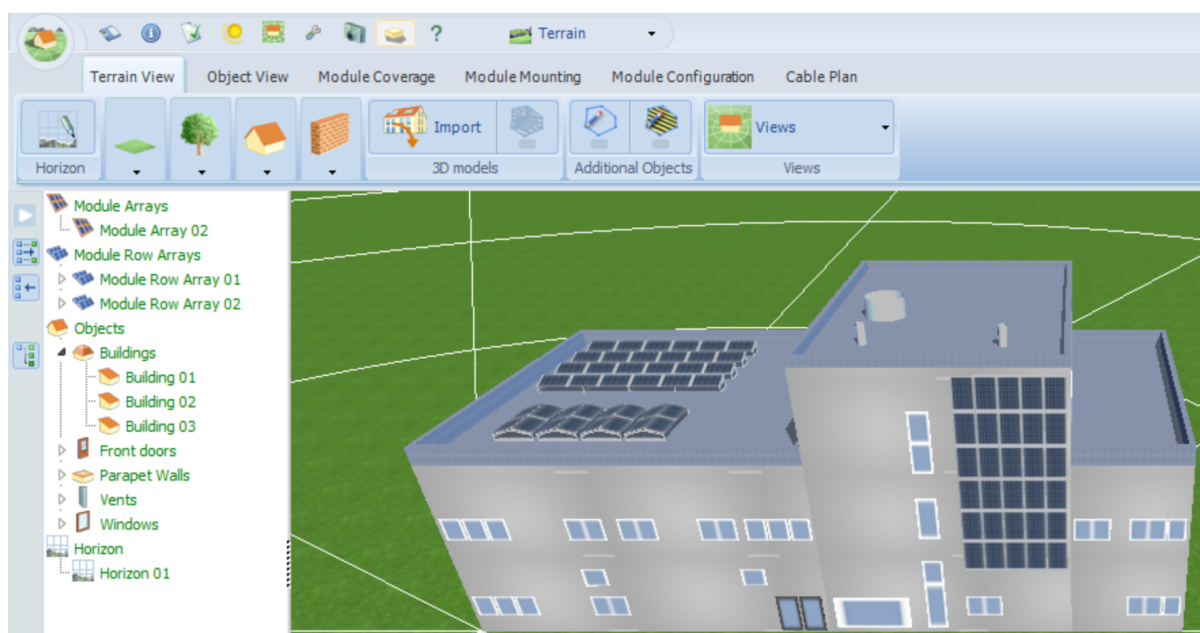 ?
Terrain
Terrain View Object View Module Coverage Module Mounting Module Configuration Cable Plan
Import
Views
Horizon
3D models
Additional Objects
Views
Module Arrays
Module Array 02
Module Row Arrays
Module Row Array 01
Module Row Array 02
Objects
Buildings
Building 01
Building 02
Building 03
Front doors
Parapet Walls
Vents
Windows
Horizon
Horizon 01